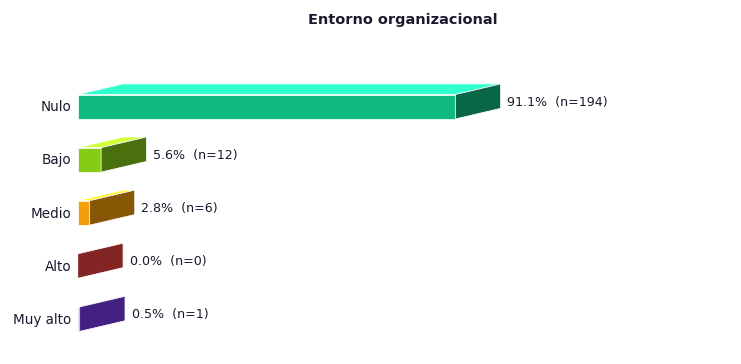 Entorno organizacional
Nulo 91.1% (n=194)
Bajo 5.6% (n=12)
Medio 2.8% (n=6)
Alto 0.0% (n=0)
Muy alto 0.5% (n=1)